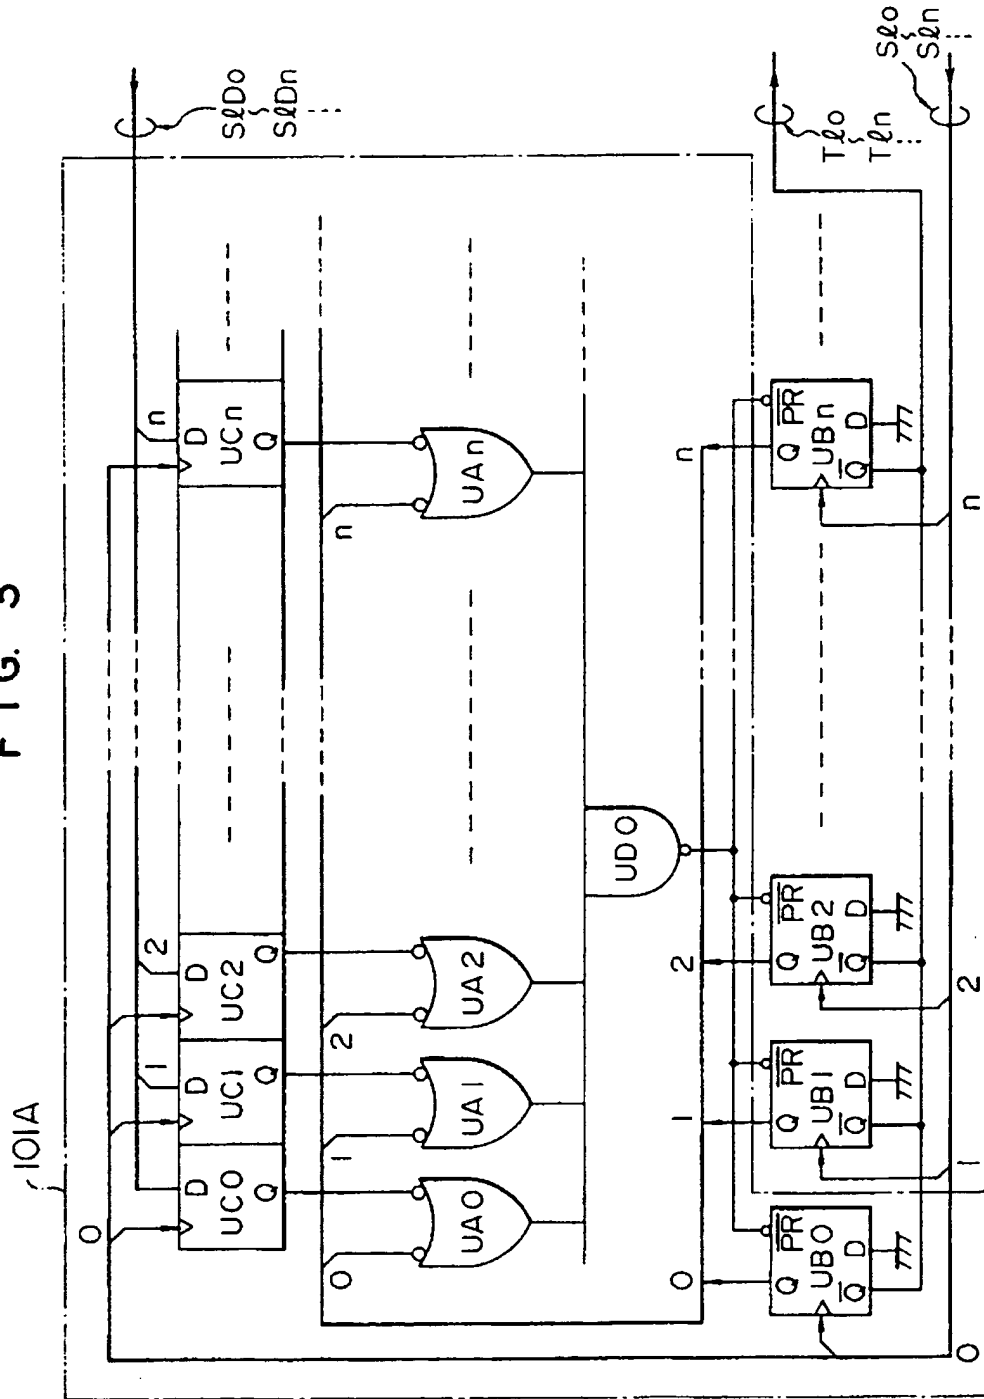 FIG. 5
101A
SℓD0
SℓDn
0
n
2
1
D
UCn
Q
D
UC2
Q
D
UC1
Q
D
UC0
Q
n
2
1
0
UAn
UA2
UA1
UA0
UD0
n
2
1
0
PR
Q
UBn
D
Q
PR
Q
UB2
D
Q
PR
Q
UB1
D
Q
PR
Q
UB0
D
Q
Tℓ0
Tℓn
Sℓ0
Sℓn
n
2
1
0